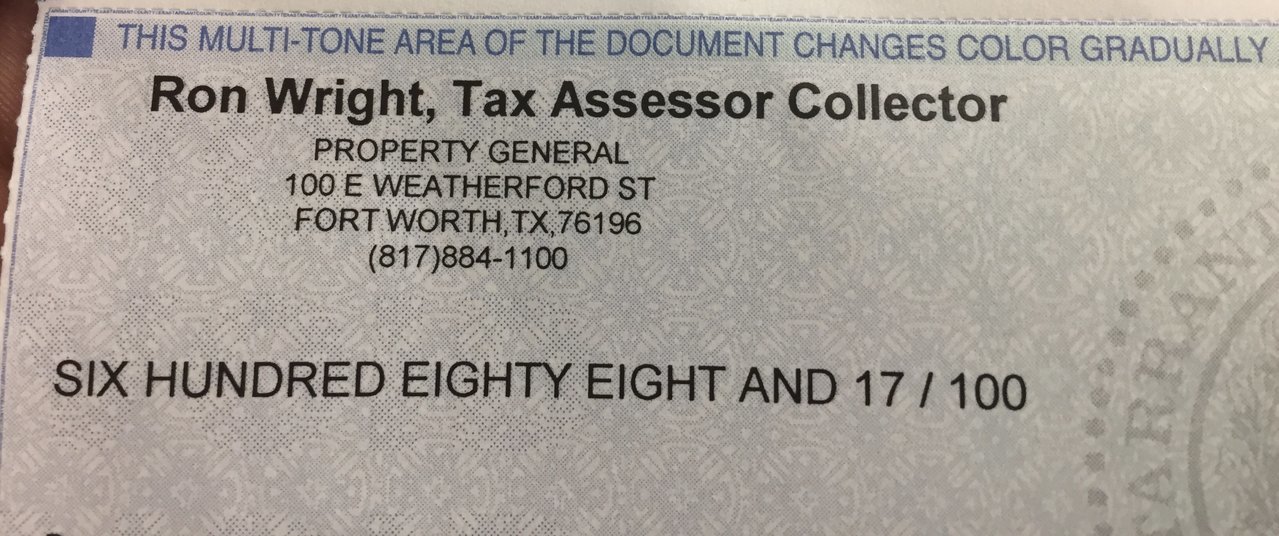 THIS MULTI-TONE AREA OF THE DOCUMENT CHANGES COLOR GRADUALLY
Ron Wright, Tax Assessor Collector
PROPERTY GENERAL
100 E WEATHERFORD ST
FORT WORTH,TX,76196
(817)884-1100
SIX HUNDRED EIGHTY EIGHT AND 17 / 100